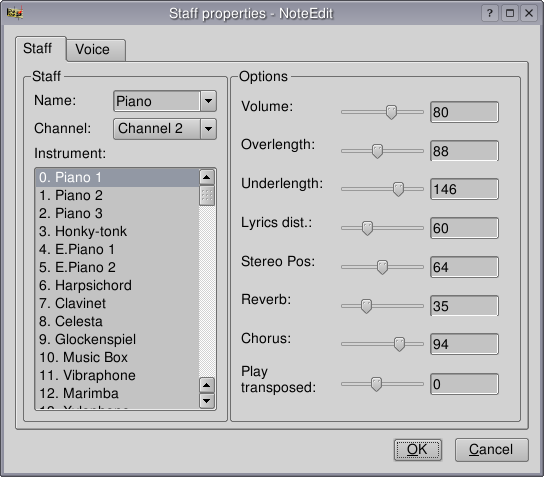 Staff properties - NoteEdit
Staff
Voice
Staff
Name:
Piano
Channel:
Channel 2
Instrument:
0. Piano 1
1. Piano 2
2. Piano 3
3. Honky-tonk
4. E.Piano 1
5. E.Piano 2
6. Harpsichord
7. Clavinet
8. Celesta
9. Glockenspiel
10. Music Box
11. Vibraphone
12. Marimba
13. Xylophone
Options
Volume:
80
Overlength:
88
Underlength:
146
Lyrics dist.:
60
Stereo Pos:
64
Reverb:
35
Chorus:
94
Play
transposed:
0
OK
Cancel